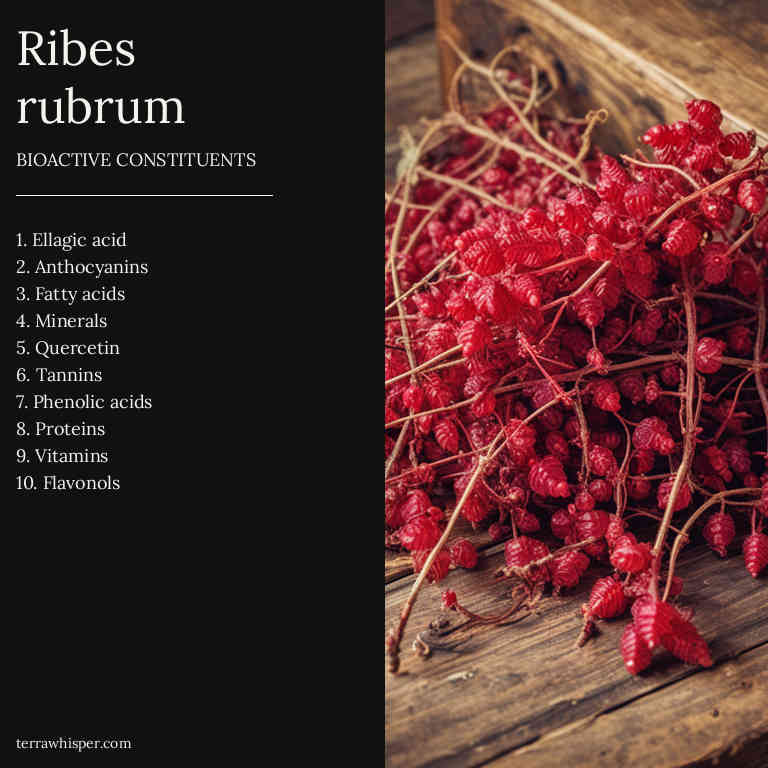 Ribes
rubrum
BIOACTIVE CONSTITUENTS
1. Ellagic acid
2. Anthocyanins
3. Fatty acids
4. Minerals
5. Quercetin
6. Tannins
7. Phenolic acids
8. Proteins
9. Vitamins
10. Flavonols
terrawhisper.com